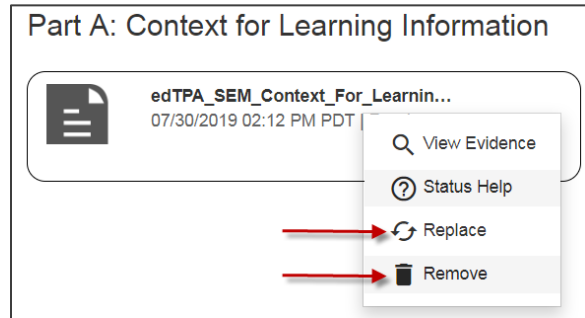 Part A: Context for Learning Information
edTPA_SEM_Context_For_Learnin...
07/30/2019 02:12 PM PDT |
View Evidence
Status Help
Replace
Remove